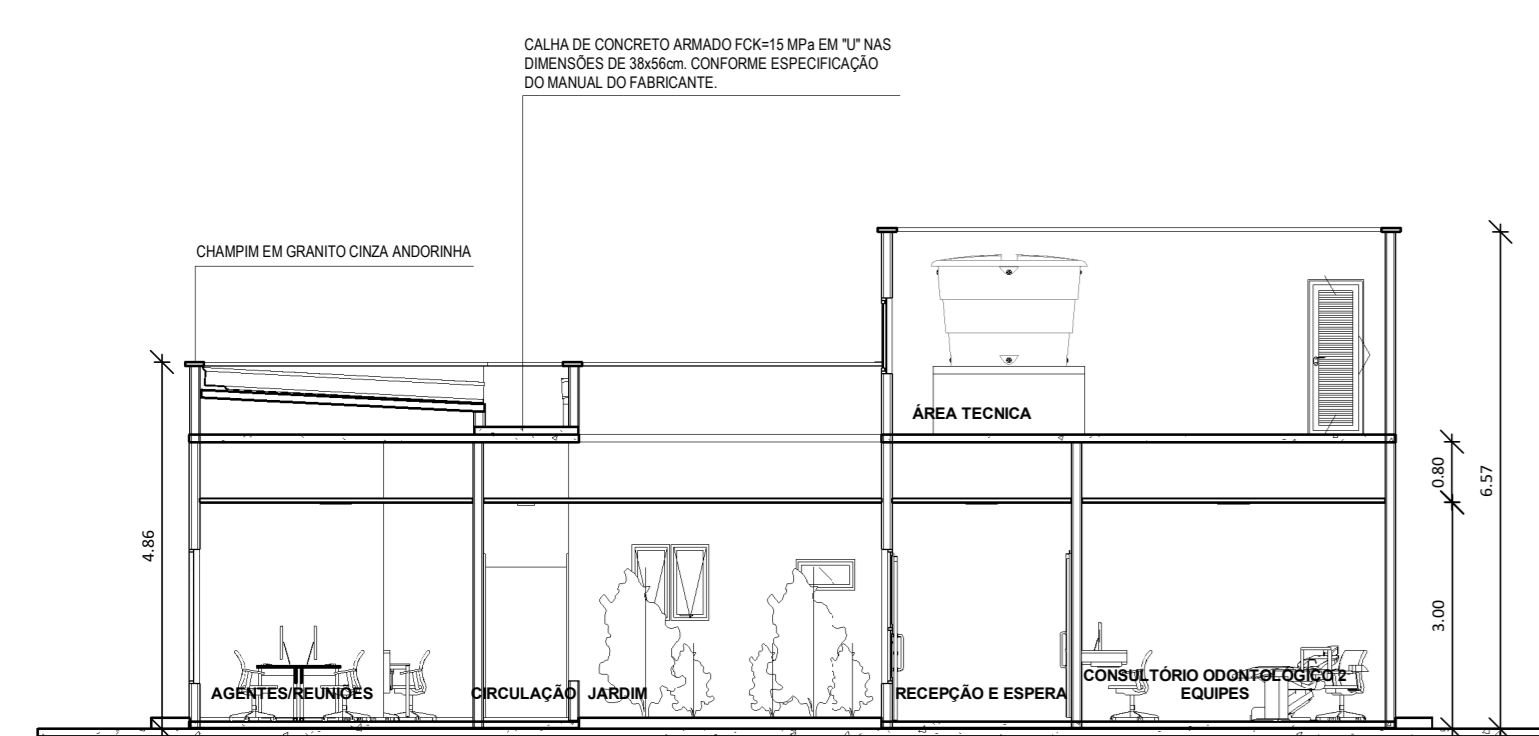 CALHA DE CONCRETO ARMADO FCK=15 MPa EM "U" NAS
DIMENSÕES DE 38x56cm. CONFORME ESPECIFICAÇÃO
DO MANUAL DO FABRICANTE.
CHAMPIM EM GRANITO CINZA ANDORINHA
ÁREA TECNICA
0.80
6.57
4.86
3.00
AGENTES/REUNIÕES
CIRCULAÇÃO
JARDIM
RECEPÇÃO E ESPERA
CONSULTÓRIO ODONTOLÓGICO 2
EQUIPES